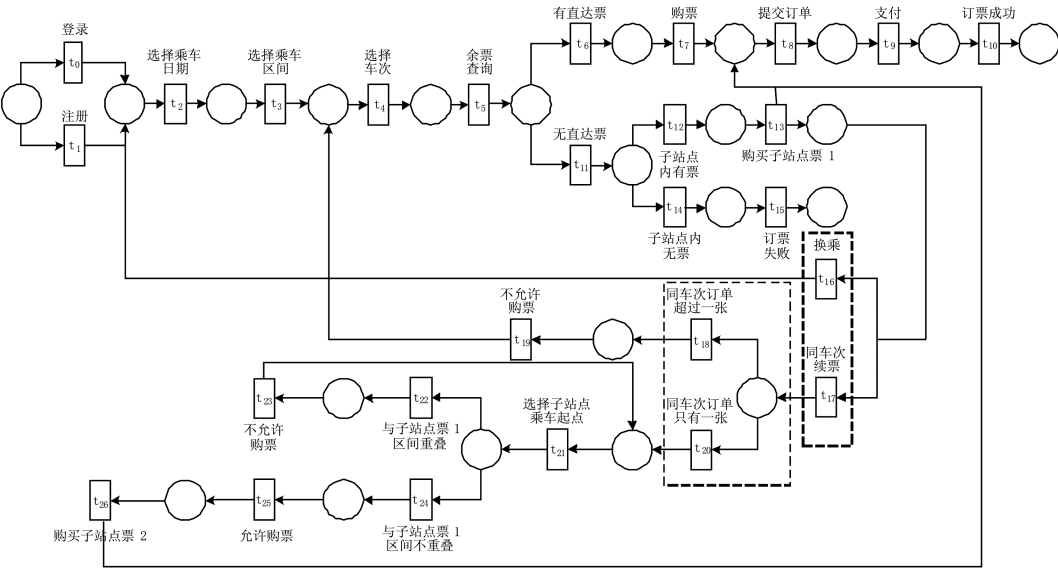 登录
t0
注册
t1
选择乘车
日期
t2
选择乘车
区间
t3
选择
车次
t4
余票
查询
t5
有直达票
t6
购票
t7
提交订单
t8
支付
t9
订票成功
t10
无直达票
t11
t12
子站点
内有票
t13
购买子站点票 1
t14
子站点内
无票
t15
订票
失败
换乘
t16
同车次
续票
t17
同车次订单
超过一张
t18
不允许
购票
t19
同车次订单
只有一张
t20
选择子站点
乘车起点
t21
t22
与子站点票 1
区间重叠
t23
不允许
购票
t24
与子站点票 1
区间不重叠
t25
允许购票
t26
购买子站点票 2